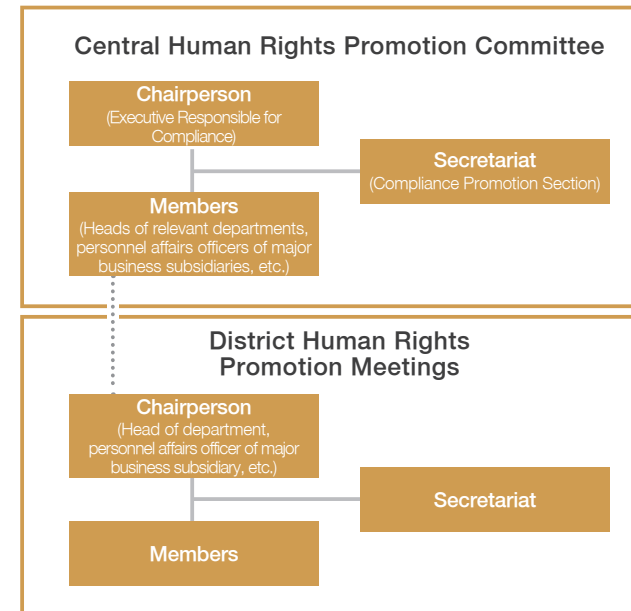 Central Human Rights Promotion Committee
Chairperson
(Executive Responsible for
Compliance)
Secretariat
(Compliance Promotion Section)
Members
(Heads of relevant departments,
personnel affairs officers of major
business subsidiaries, etc.)
District Human Rights
Promotion Meetings
Chairperson
(Head of department,
personnel affairs officer of major
business subsidiary, etc.)
Secretariat
Members